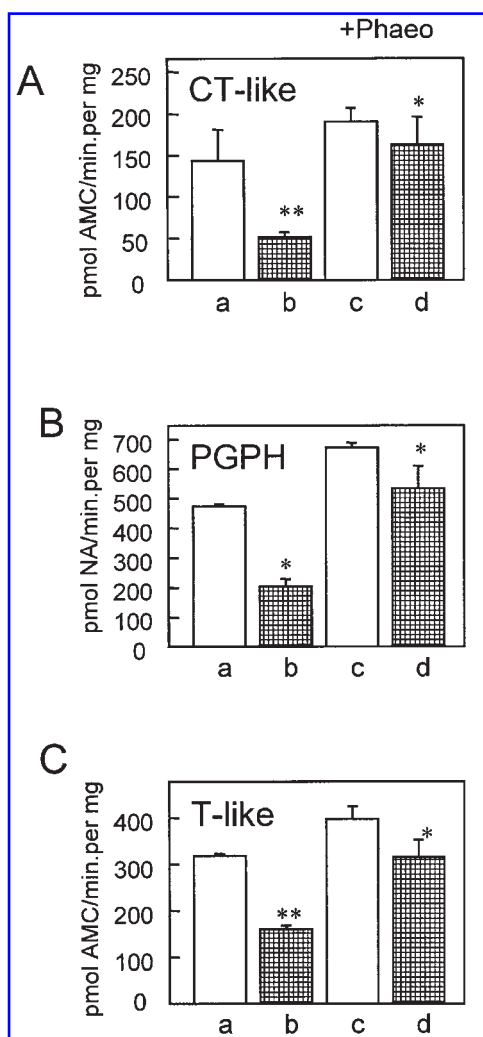 +Phaeo
A
CT-like
pmol AMC/min.per mg
250
200
150
100
50
0
*
**
a b c d
B
PGPH
pmol NA/min.per mg
700
600
500
400
300
200
100
0
*
*
a b c d
C
T-like
pmol AMC/min.per mg
400
300
200
100
0
*
**
a b c d